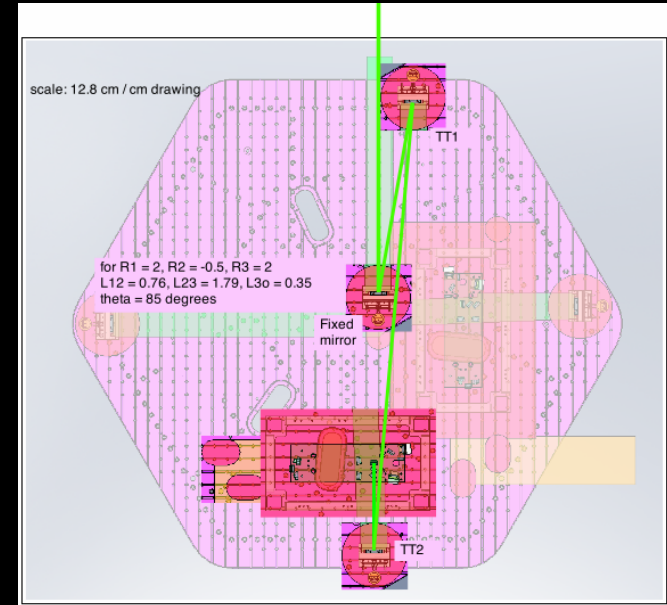 scale: 12.8 cm / cm drawing
TT1
for R1 = 2, R2 = -0.5, R3 = 2
L12 = 0.76, L23 = 1.79, L3o = 0.35
theta = 85 degrees
Fixed
mirror
TT2